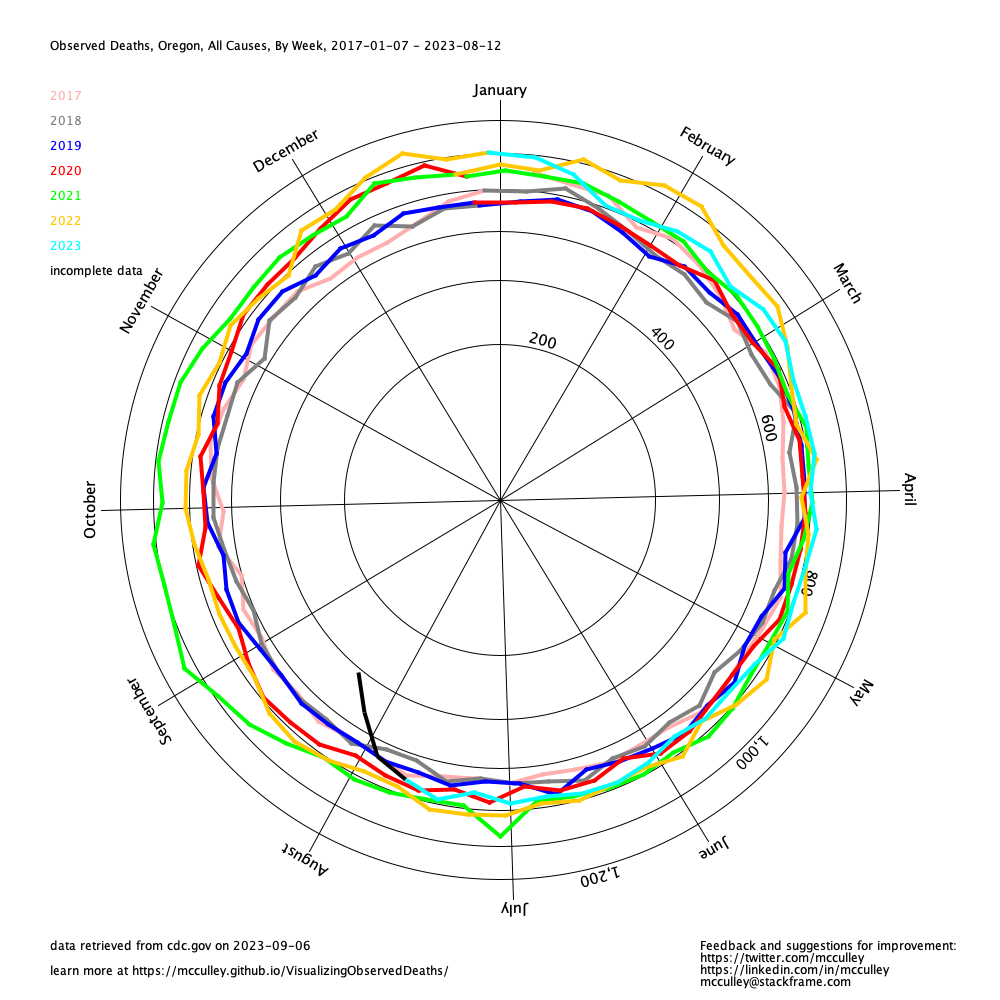 Observed Deaths, Oregon, All Causes, By Week, 2017-01-07 - 2023-08-12
January
2017
2018
2019
2020
2021
2022
2023
incomplete data
December
February
November
March
200
400
600
October
April
800
September
May
1,000
August
June
1,200
July
data retrieved from cdc.gov on 2023-09-06
learn more at https://mcculley.github.io/VisualizingObservedDeaths/
Feedback and suggestions for improvement:
https://twitter.com/mcculley
https://linkedin.com/in/mcculley
mcculley@stackframe.com